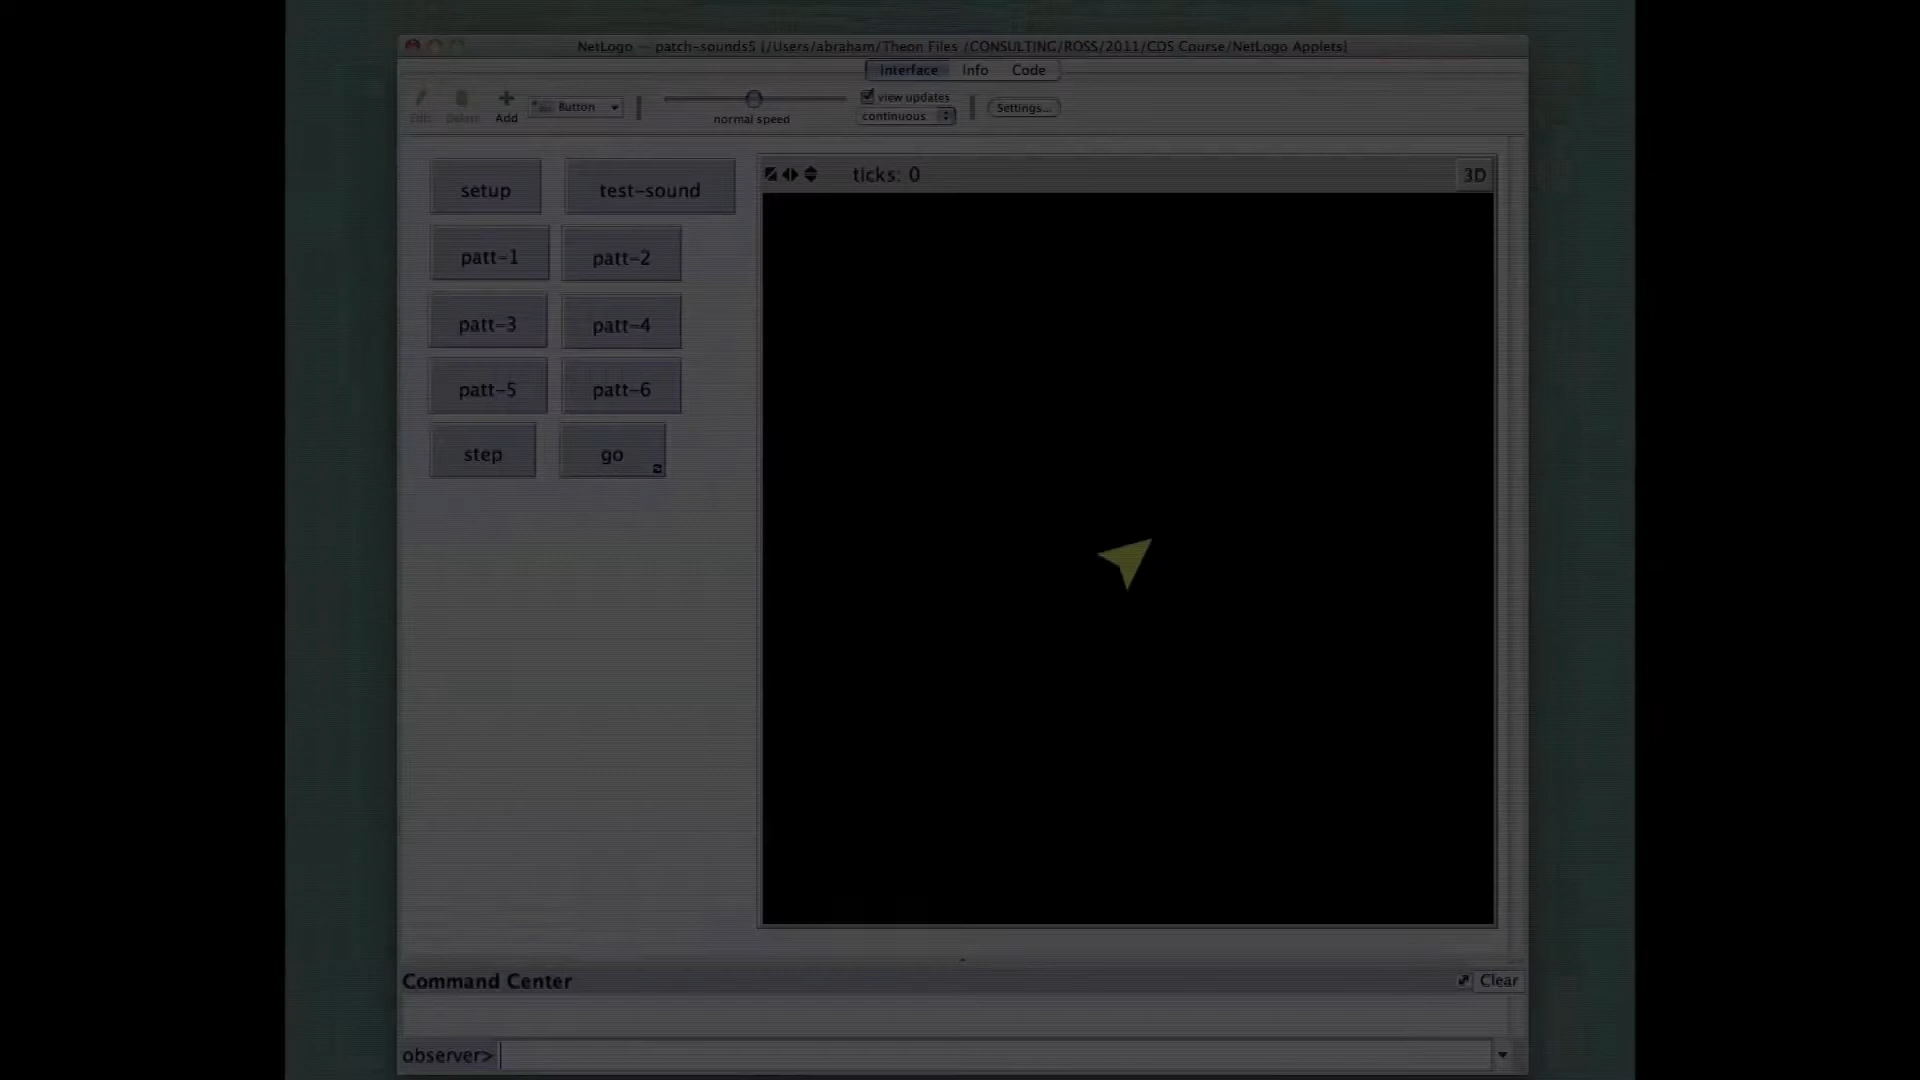 NetLogo — patch-sounds5 [/Users/abraham/Theon Files /CONSULTING/ROSS/2011/CDS Course/NetLogo Applets]
Interface Info Code
Edit Delete Add Button normal speed view updates continuous Settings...
setup test-sound
ticks: 0 3D
patt-1 patt-2
patt-3 patt-4
patt-5 patt-6
step go
Command Center Clear
observer>